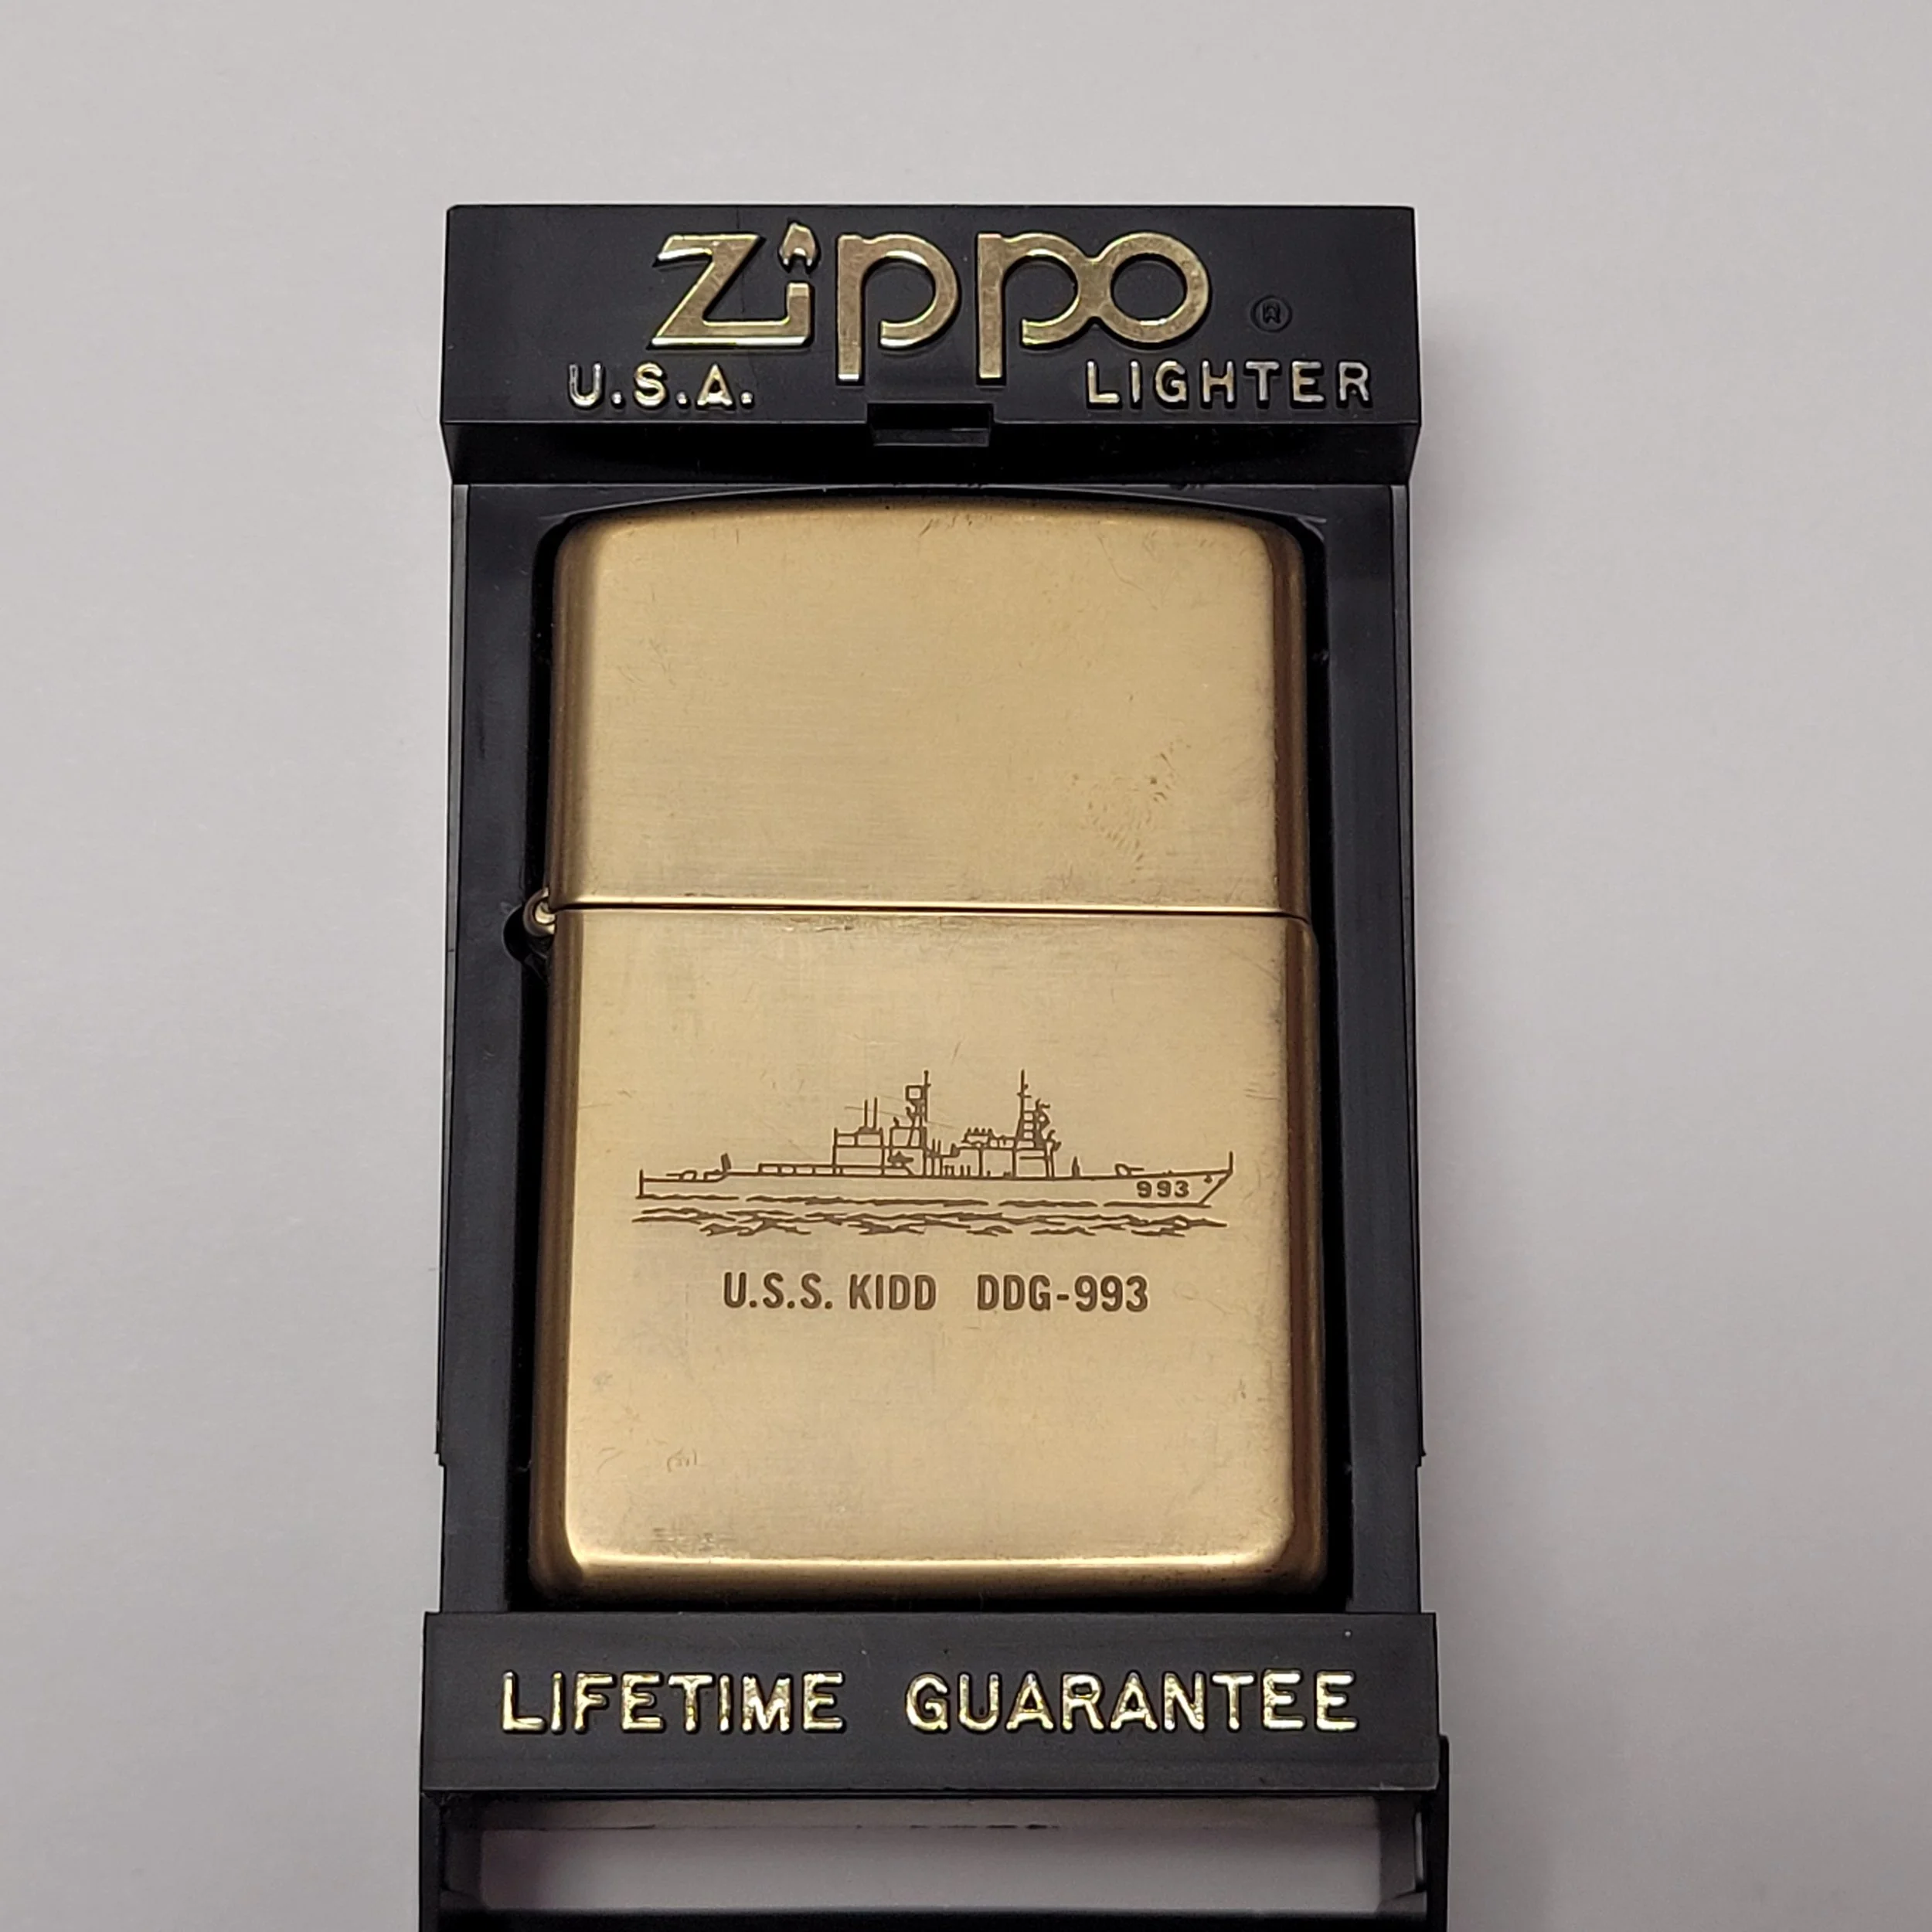 Zippo ®
U.S.A. LIGHTER
993
U.S.S. KIDD DDG-993
LIFETIME GUARANTEE